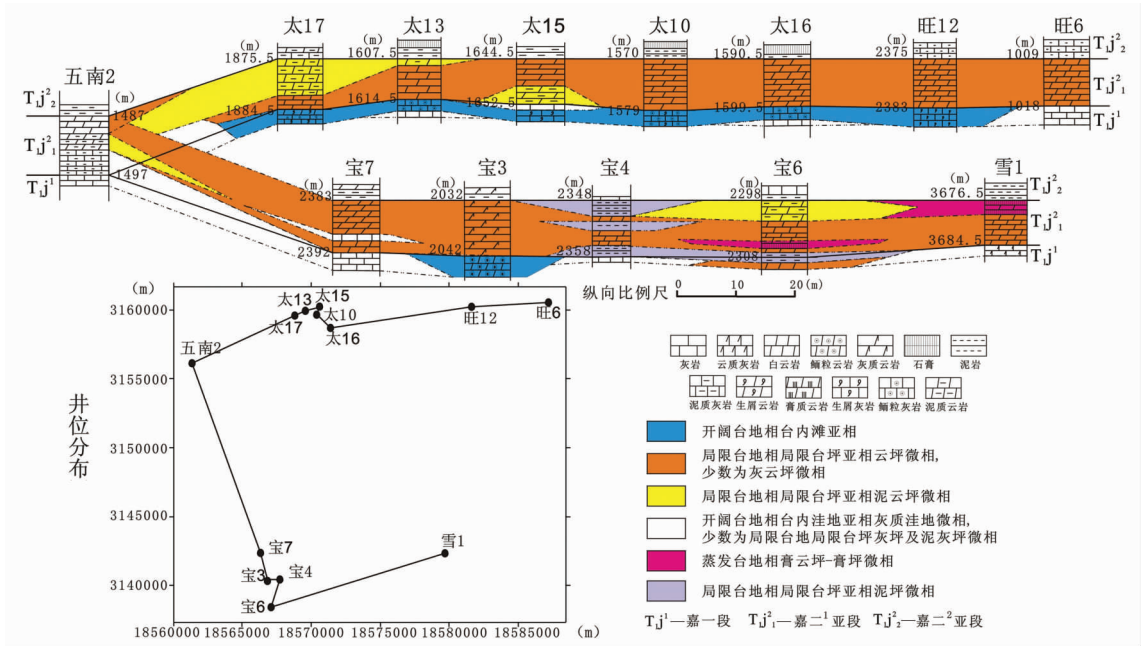 太17
太13
太15
太10
太16
旺12
旺6
五南2
(m)
1875.5
(m)
1607.5
(m)
1644.5
(m)
1570
(m)
1590.5
(m)
2375
(m)
1009
T₁j²₂
T₁j²₂
(m)
1487
T₁j²₁
T₁j²₁
1884.5
1614.5
1652.5
1579
1599.5
2383
1018
T₁j¹
T₁j¹
1497
宝7
宝3
宝4
宝6
雪1
(m)
2383
(m)
2032
(m)
2348
(m)
2298
(m)
3676.5
T₁j²₂
T₁j²₁
2392
2042
2358
2308
3684.5
T₁j¹
纵向比例尺
0 10 20 (m)
(m)
3160000
3155000
3150000
3145000
3140000
井位分布
五南2
太17
太13
太15
太10
太16
旺12
旺6
宝7
宝3
宝4
宝6
雪1
18560000 18565000 18570000 18575000 18580000 18585000 (m)
灰岩 云质灰岩 白云岩 鲕粒云岩 灰质云岩 石膏 泥岩
泥质灰岩 生屑云岩 膏质云岩 生屑灰岩 鲕粒灰岩 泥质云岩
开阔台地相台内滩亚相
局限台地相局限台坪亚相云坪微相,
少数为灰云坪微相
局限台地相局限台坪亚相泥云坪微相
开阔台地相台内洼地亚相灰质洼地微相,
少数为局限台地局限台坪灰坪及泥灰坪微相
蒸发台地相膏云坪-膏坪微相
局限台地相局限台坪亚相泥坪微相
T₁j¹—嘉一段 T₁j²₁—嘉二¹亚段 T₁j²₂—嘉二²亚段